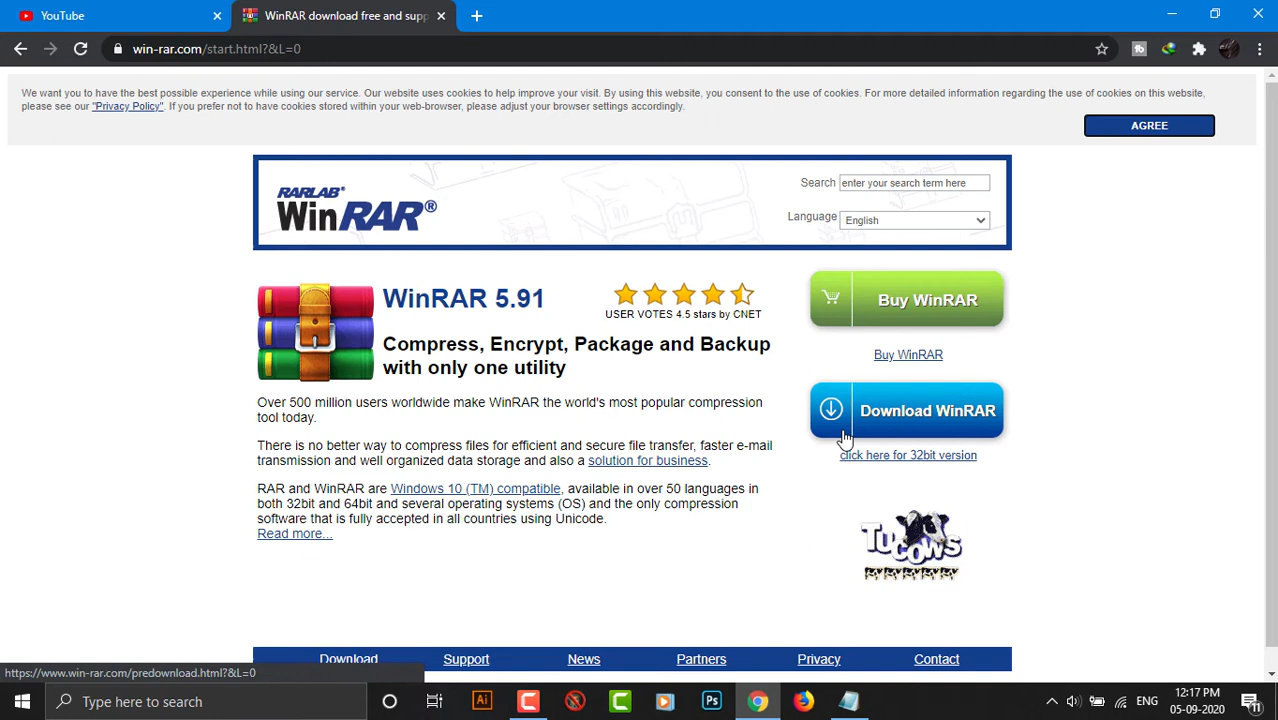 YouTube
WinRAR download free and supp
win-rar.com/start.html?&L=0
We want you to have the best possible experience while using our service. Our website uses cookies to help improve your visit. By using this website, you consent to the use of cookies. For more detailed information regarding the use of cookies on this website,
please see our "Privacy Policy". If you prefer not to have cookies stored within your web-browser, please adjust your browser settings accordingly.
AGREE
RARLAB®
WinRAR®
Search enter your search term here
Language English
WinRAR 5.91
USER VOTES 4.5 stars by CNET
Compress, Encrypt, Package and Backup
with only one utility
Over 500 million users worldwide make WinRAR the world's most popular compression
tool today.
There is no better way to compress files for efficient and secure file transfer, faster e-mail
transmission and well organized data storage and also a solution for business.
RAR and WinRAR are Windows 10 (TM) compatible, available in over 50 languages in
both 32bit and 64bit and several operating systems (OS) and the only compression
software that is fully accepted in all countries using Unicode.
Read more...
Buy WinRAR
Buy WinRAR
Download WinRAR
click here for 32bit version
TUCOWS
Download Support News Partners Privacy Contact
https://www.win-rar.com/predownload.html?&L=0
Type here to search
Ai
Ps
ENG
12:17 PM
05-09-2020
11